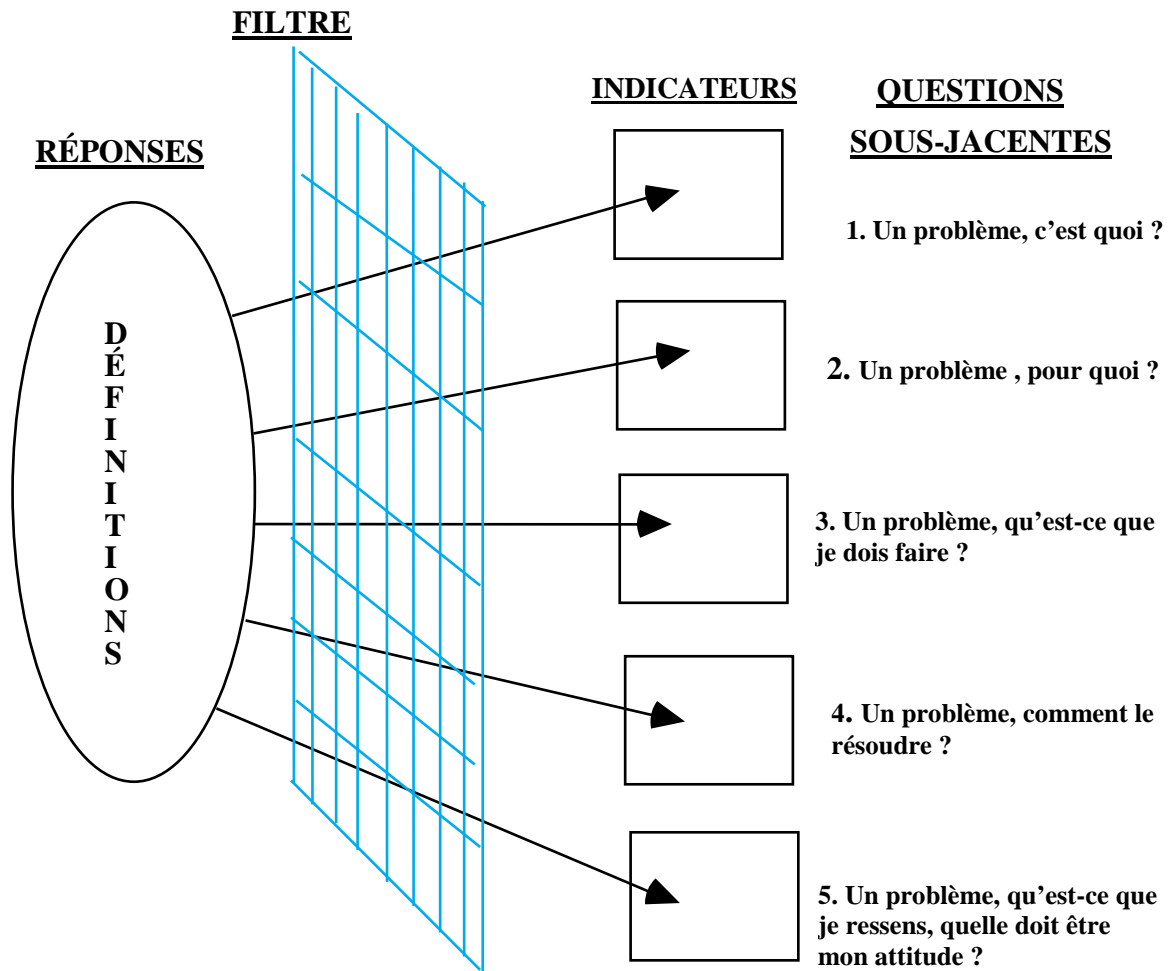 FILTRE
INDICATEURS
QUESTIONS
SOUS-JACENTES
RÉPONSES
DÉFINITIONS
1. Un problème, c’est quoi ?
2. Un problème , pour quoi ?
3. Un problème, qu’est-ce que
je dois faire ?
4. Un problème, comment le
résoudre ?
5. Un problème, qu’est-ce que
je ressens, quelle doit être
mon attitude ?